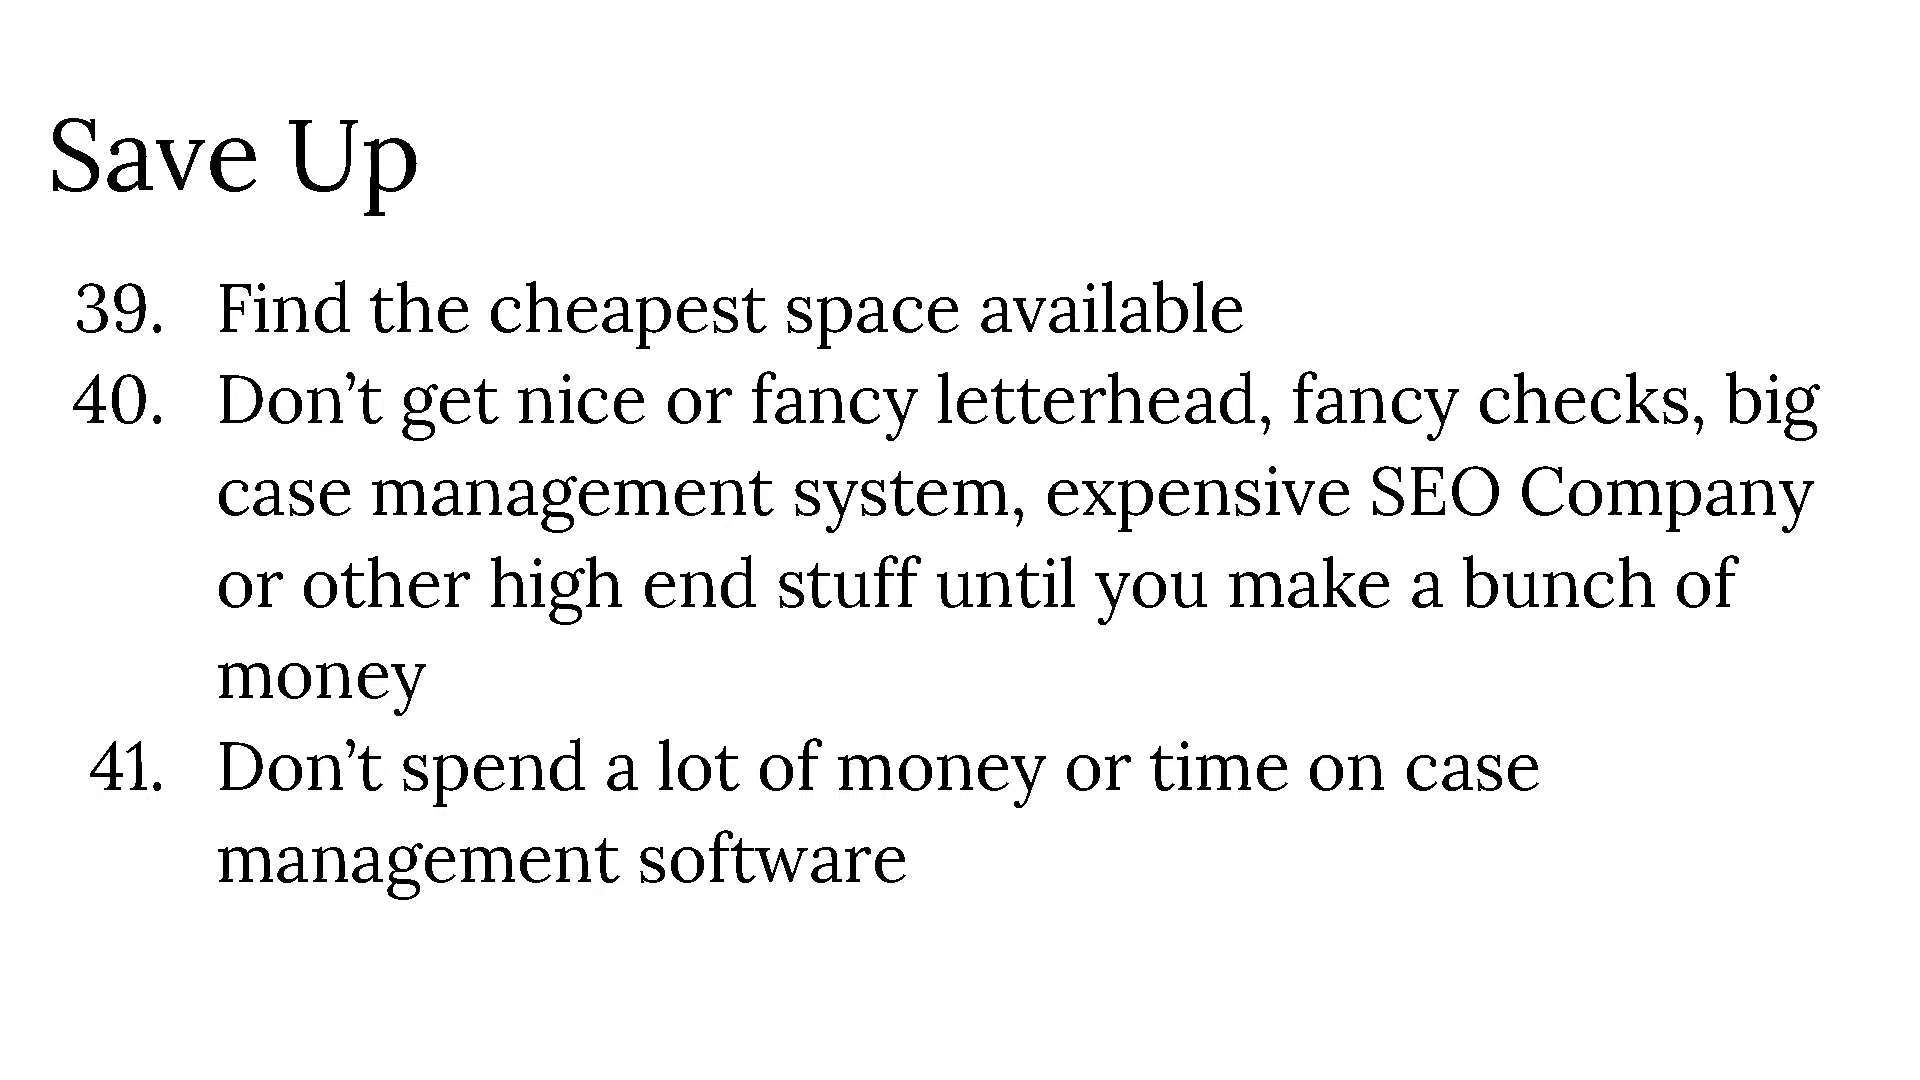 Save Up
39. Find the cheapest space available
40. Don’t get nice or fancy letterhead, fancy checks, big
case management system, expensive SEO Company
or other high end stuff until you make a bunch of
money
41. Don’t spend a lot of money or time on case
management software